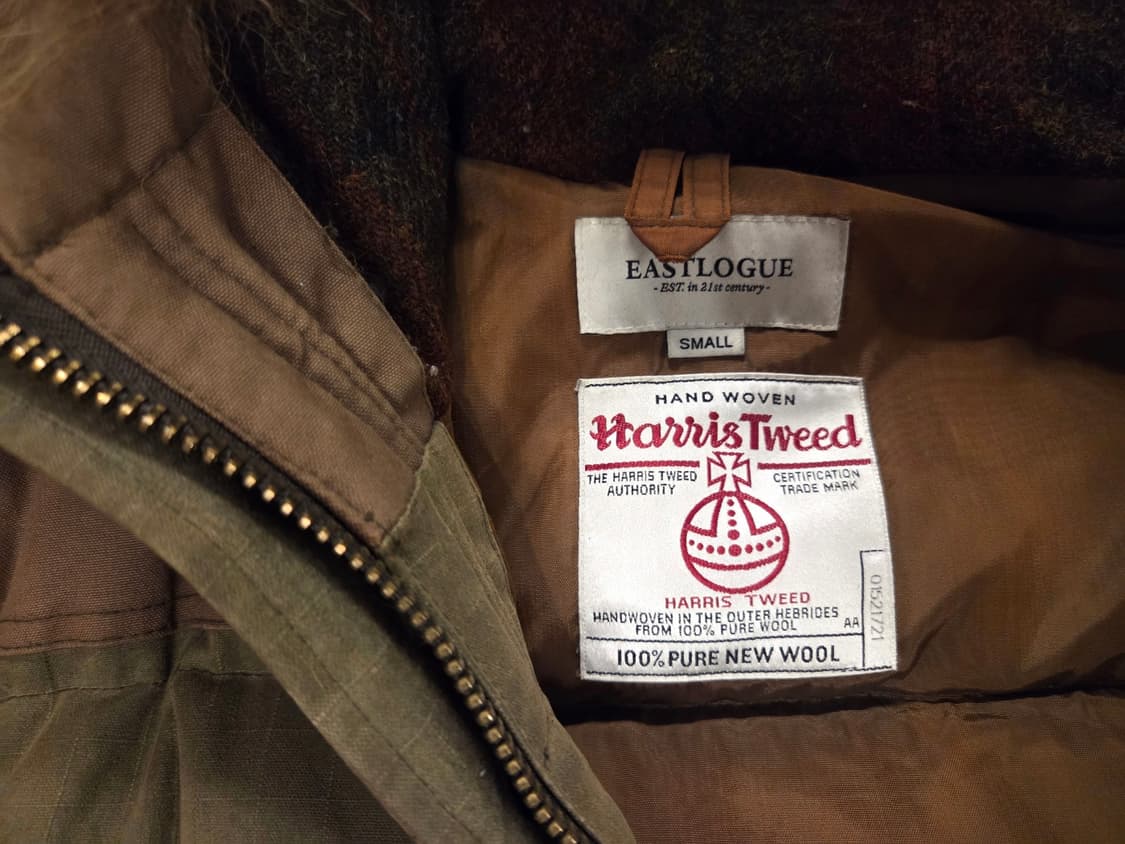 EASTLOGUE
- EST. in 21st century -
SMALL
HAND WOVEN
Harris Tweed
THE HARRIS TWEED
AUTHORITY
CERTIFICATION
TRADE MARK
HARRIS TWEED
HANDWOVEN IN THE OUTER HEBRIDES
FROM 100% PURE WOOL
AA
100% PURE NEW WOOL
01521721